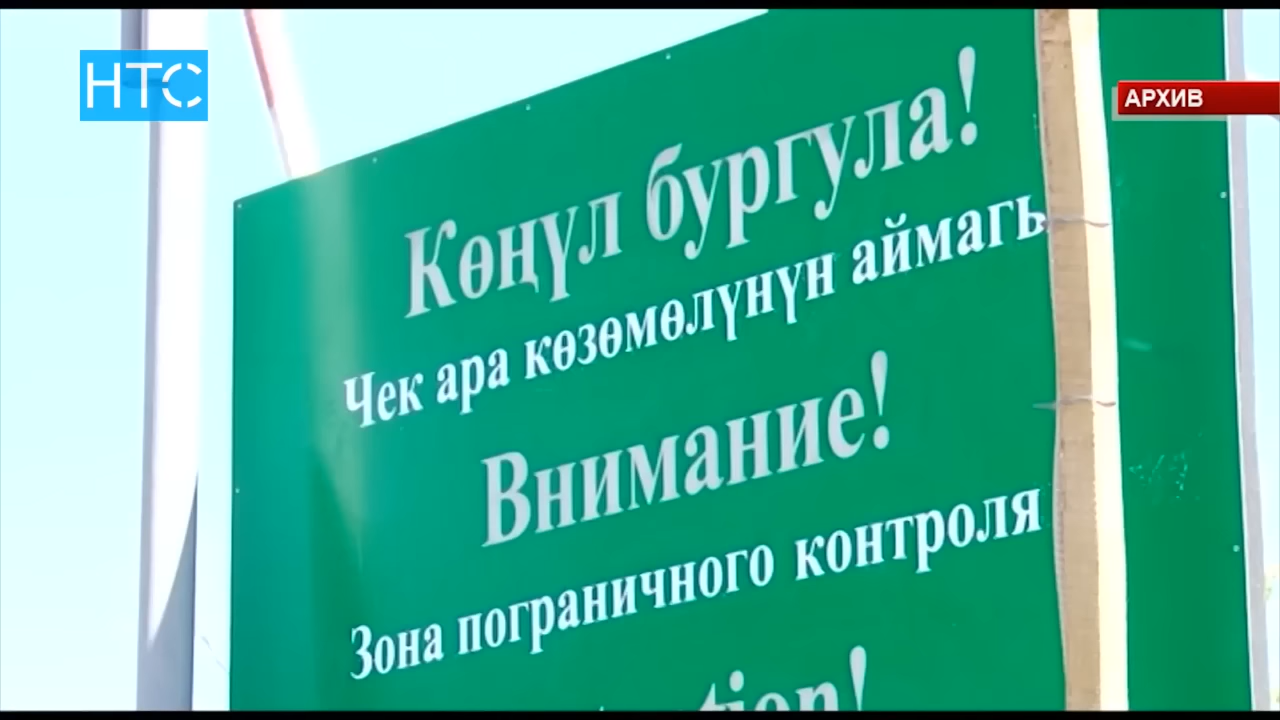 НТС
АРХИВ
Көңүл бургула!
Чек ара көзөмөлүнүн аймагы
Внимание!
Зона пограничного контроля